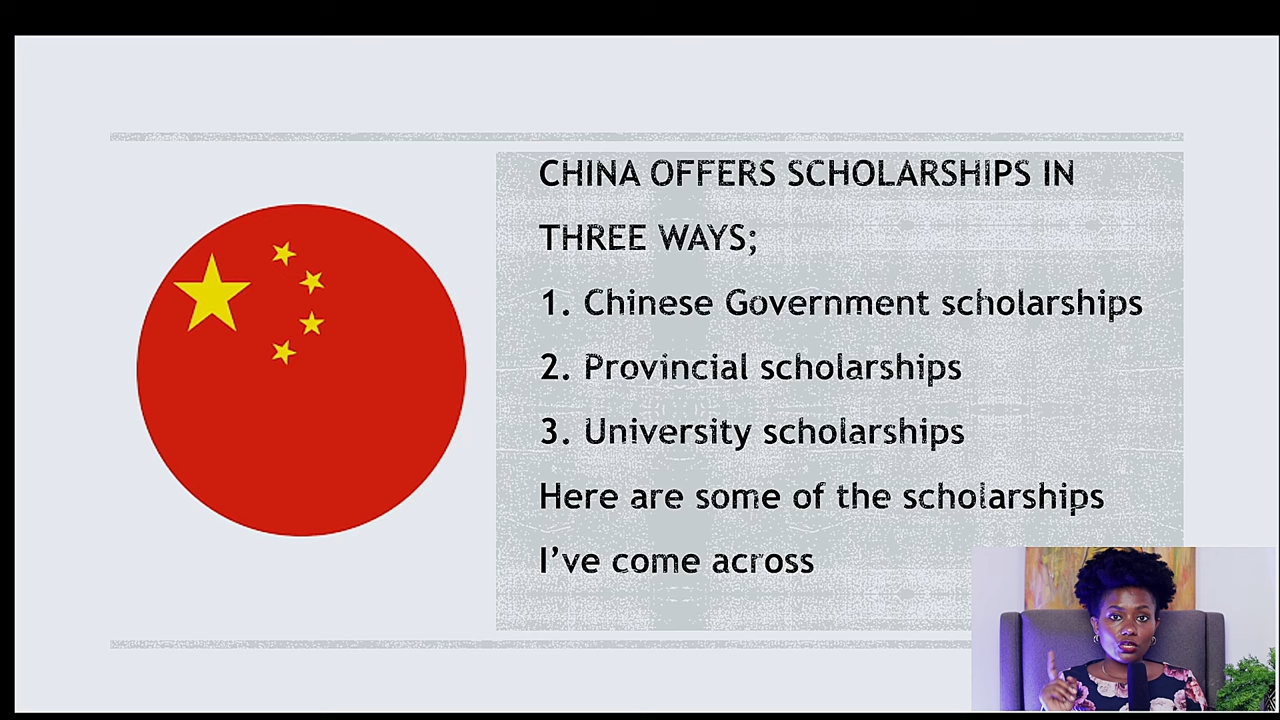 CHINA OFFERS SCHOLARSHIPS IN
THREE WAYS;
1. Chinese Government scholarships
2. Provincial scholarships
3. University scholarships
Here are some of the scholarships
I’ve come across